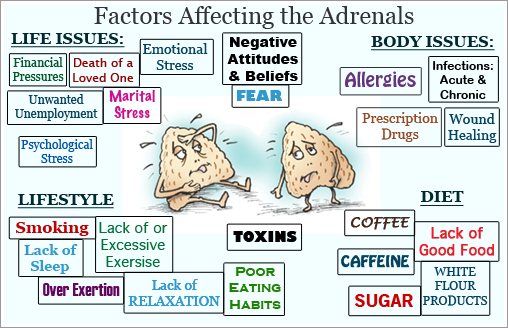 Factors Affecting the Adrenals
LIFE ISSUES:
Financial
Pressures
Death of a
Loved One
Emotional
Stress
Unwanted
Unemployment
Marital
Stress
Psychological
Stress
Negative
Attitudes
& Beliefs
FEAR
BODY ISSUES:
Allergies
Infections:
Acute &
Chronic
Prescription
Drugs
Wound
Healing
LIFESTYLE
Smoking
Lack of or
Excessive
Exersise
Lack of
Sleep
Over Exertion
Lack of
RELAXATION
TOXINS
POOR
EATING
HABITS
DIET
COFFEE
Lack of
Good Food
CAFFEINE
WHITE
FLOUR
PRODUCTS
SUGAR